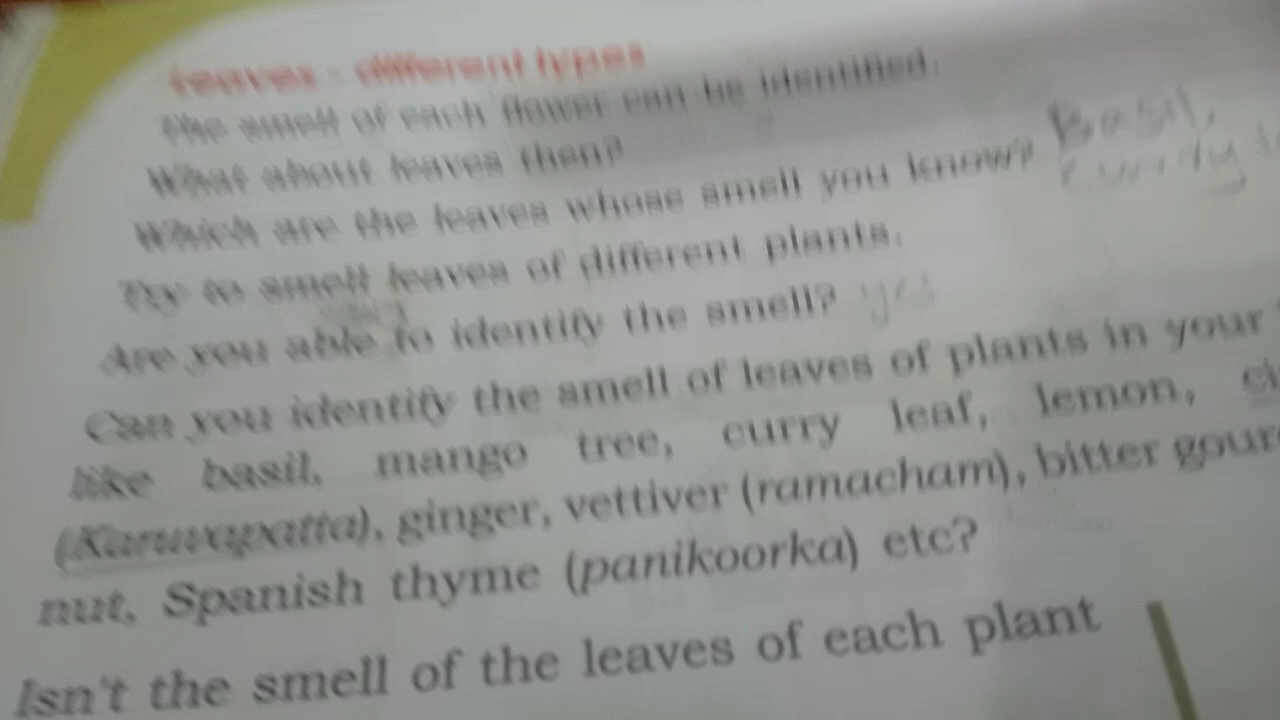 Leaves - different types
The smell of each flower can be identified.
What about leaves then?
Which are the leaves whose smell you know? Basil,
Try to smell leaves of different plants.
Are you able to identify the smell? yes
Can you identify the smell of leaves of plants in your
like basil, mango tree, curry leaf, lemon,
(Karuvapatta), ginger, vettiver (ramacham), bitter
nut, Spanish thyme (panikoorka) etc?
Isn't the smell of the leaves of each plant